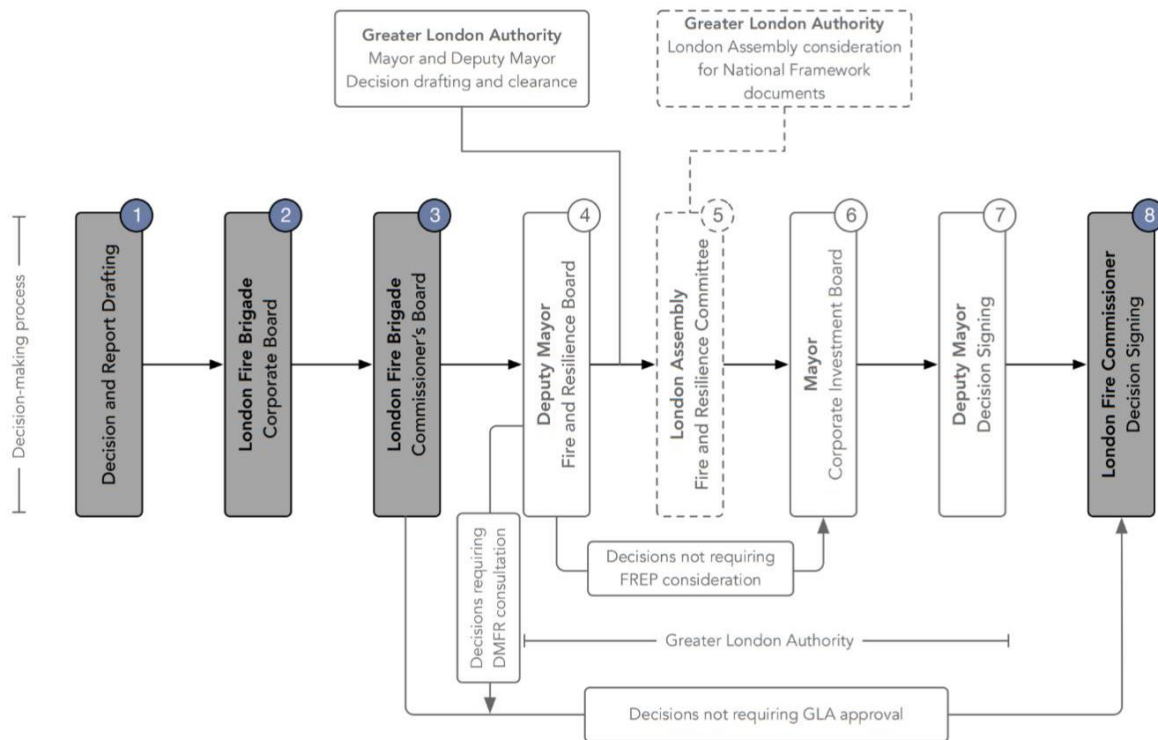 Greater London Authority
Mayor and Deputy Mayor
Decision drafting and clearance
Greater London Authority
London Assembly consideration
for National Framework
documents
Decision-making process
1
Decision and Report Drafting
2
London Fire Brigade
Corporate Board
3
London Fire Brigade
Commissioner's Board
4
Deputy Mayor
Fire and Resilience Board
5
London Assembly
Fire and Resilience Committee
6
Mayor
Corporate Investment Board
7
Deputy Mayor
Decision Signing
8
London Fire Commissioner
Decision Signing
Decisions requiring
DMFR consultation
Decisions not requiring
FREP consideration
Greater London Authority
Decisions not requiring GLA approval